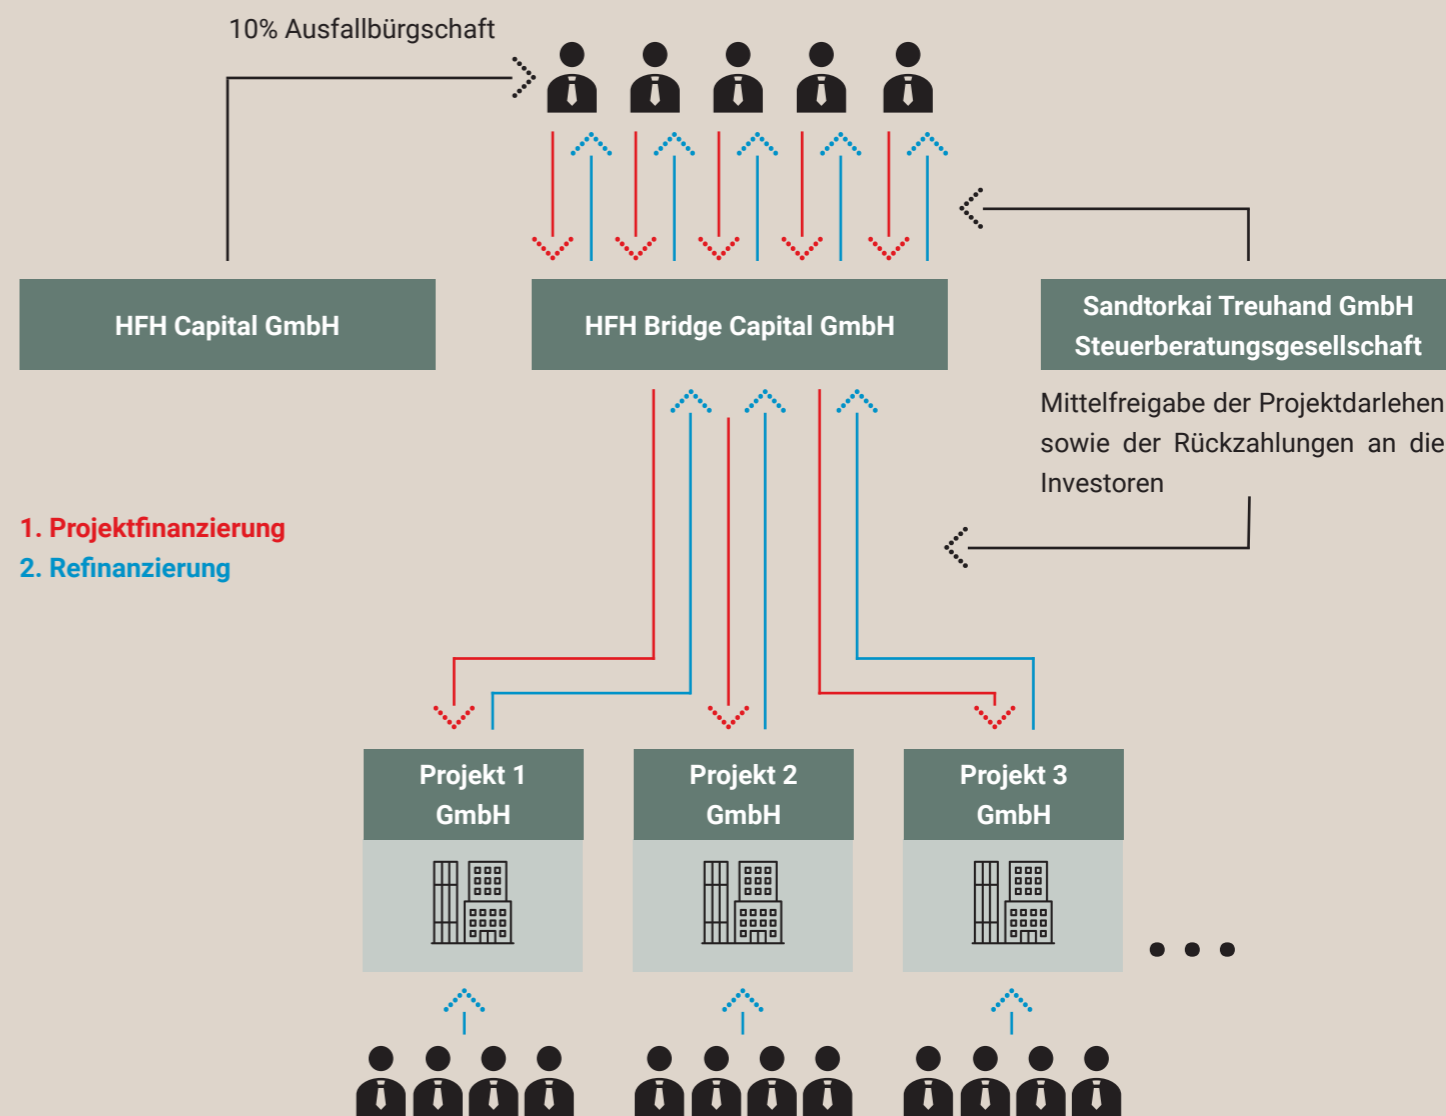 10% Ausfallbürgschaft
HFH Capital GmbH
HFH Bridge Capital GmbH
Sandtorkai Treuhand GmbH
Steuerberatungsgesellschaft
Mittelfreigabe der Projektdarlehen
sowie der Rückzahlungen an die
Investoren
1. Projektfinanzierung
2. Refinanzierung
Projekt 1
GmbH
Projekt 2
GmbH
Projekt 3
GmbH